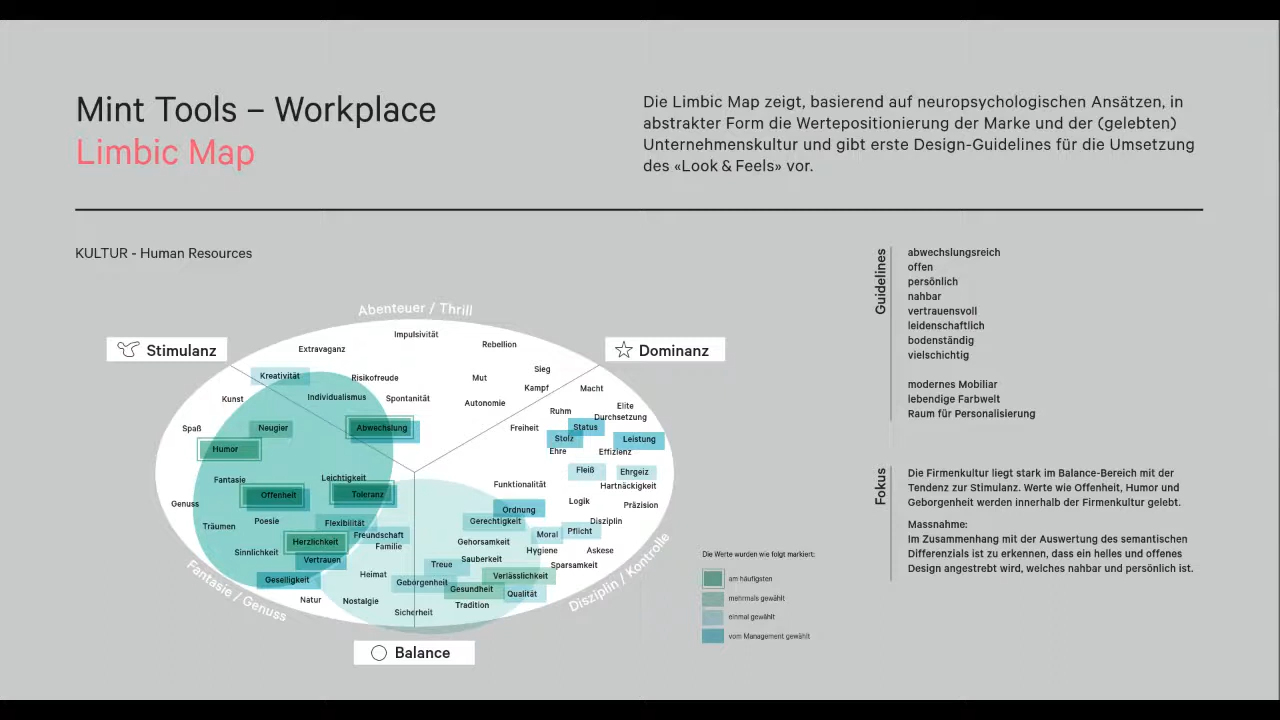 Mint Tools – Workplace
Limbic Map
Die Limbic Map zeigt, basierend auf neuropsychologischen Ansätzen, in
abstrakter Form die Wertepositionierung der Marke und der (gelebten)
Unternehmenskultur und gibt erste Design-Guidelines für die Umsetzung
des «Look & Feels» vor.
KULTUR - Human Resources
Abenteuer / Thrill
Stimulanz
Dominanz
Balance
Fantasie / Genuss
Disziplin / Kontrolle
Impulsivität
Extravaganz
Rebellion
Kreativität
Risikofreude
Mut
Sieg
Kampf
Macht
Kunst
Individualismus
Spontanität
Autonomie
Ruhm
Elite
Durchsetzung
Spaß
Neugier
Abwechslung
Freiheit
Status
Stolz
Leistung
Humor
Ehre
Effizienz
Fantasie
Leichtigkeit
Fleiß
Ehrgeiz
Funktionalität
Hartnäckigkeit
Genuss
Offenheit
Toleranz
Logik
Präzision
Ordnung
Träumen
Poesie
Flexibilität
Gerechtigkeit
Disziplin
Freundschaft
Moral
Pflicht
Herzlichkeit
Familie
Gehorsamkeit
Sinnlichkeit
Hygiene
Askese
Vertrauen
Treue
Sauberkeit
Sparsamkeit
Geselligkeit
Heimat
Geborgenheit
Verlässlichkeit
Gesundheit
Qualität
Natur
Nostalgie
Sicherheit
Tradition
Die Werte wurden wie folgt markiert:
am häufigsten
mehrmals gewählt
einmal gewählt
vom Management gewählt
Guidelines
abwechslungsreich
offen
persönlich
nahbar
vertrauensvoll
leidenschaftlich
bodenständig
vielschichtig
modernes Mobiliar
lebendige Farbwelt
Raum für Personalisierung
Fokus
Die Firmenkultur liegt stark im Balance-Bereich mit der
Tendenz zur Stimulanz. Werte wie Offenheit, Humor und
Geborgenheit werden innerhalb der Firmenkultur gelebt.
Massnahme:
Im Zusammenhang mit der Auswertung des semantischen
Differenzials ist zu erkennen, dass ein helles und offenes
Design angestrebt wird, welches nahbar und persönlich ist.